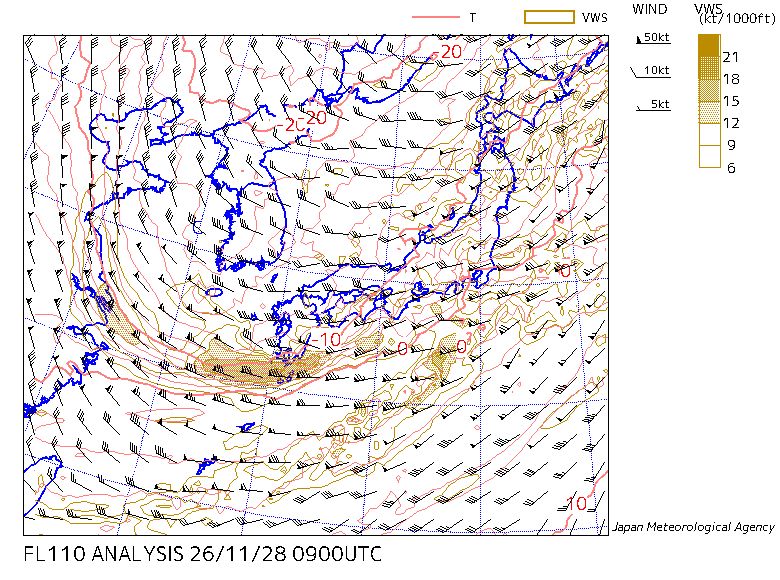 T
VWS
WIND
50kt
10kt
5kt
VWS
(kt/1000ft)
21
18
15
12
9
6
-20
-20
-20
0
-10
0
0
10
Japan Meteorological Agency
FL110 ANALYSIS 26/11/28 0900UTC